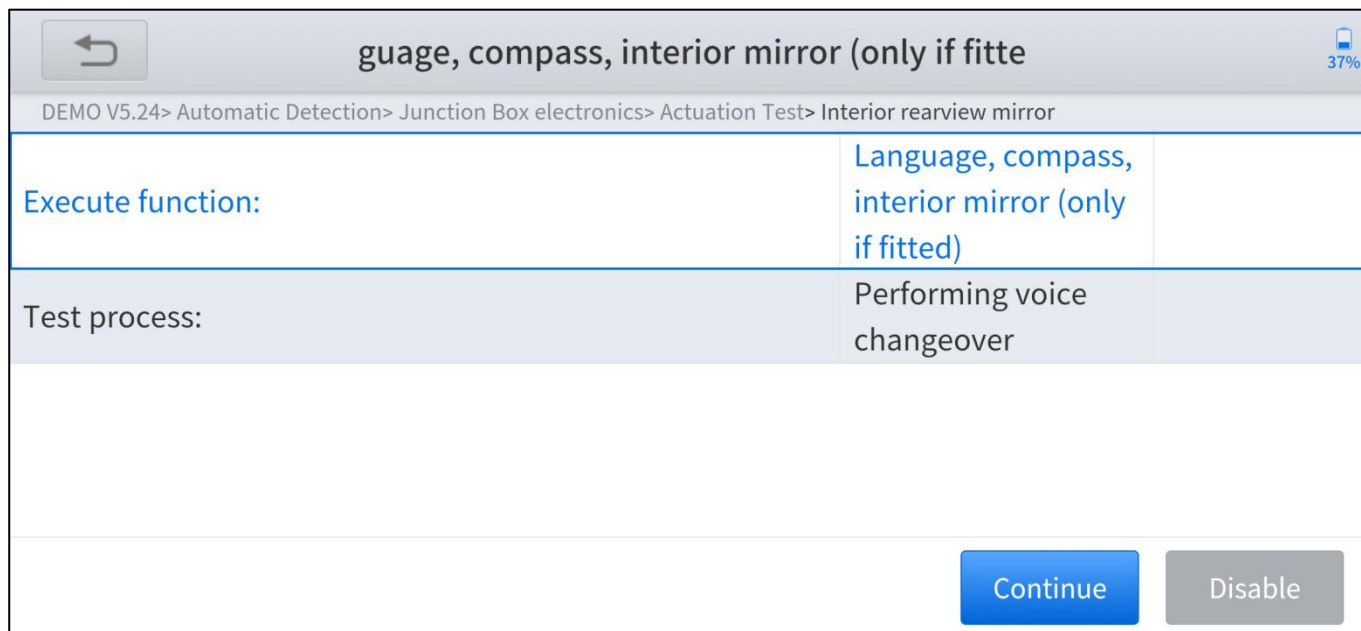 guage, compass, interior mirror (only if fitte
37%
DEMO V5.24> Automatic Detection> Junction Box electronics> Actuation Test> Interior rearview mirror
Execute function:
Language, compass,
interior mirror (only
if fitted)
Test process:
Performing voice
changeover
Continue
Disable